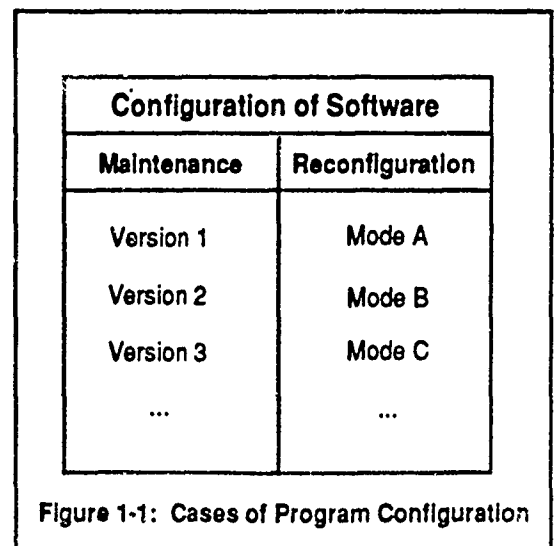 Configuration of Software
Maintenance Reconfiguration
Version 1 Mode A
Version 2 Mode B
Version 3 Mode C
... ...
Figure 1-1: Cases of Program Configuration